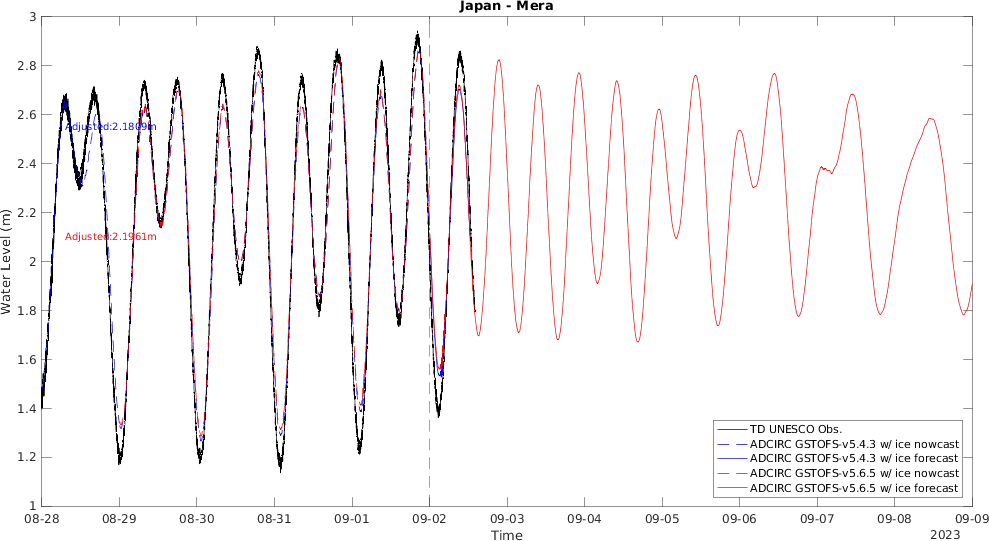 Japan - Mera
Water Level (m)
3
2.8
2.6
2.4
2.2
2
1.8
1.6
1.4
1.2
1
Adjusted:2.1809m
Adjusted:2.1961m
TD UNESCO Obs.
ADCIRC GSTOFS-v5.4.3 w/ ice nowcast
ADCIRC GSTOFS-v5.4.3 w/ ice forecast
ADCIRC GSTOFS-v5.6.5 w/ ice nowcast
ADCIRC GSTOFS-v5.6.5 w/ ice forecast
08-28 08-29 08-30 08-31 09-01 09-02 09-03 09-04 09-05 09-06 09-07 09-08 09-09
Time
2023